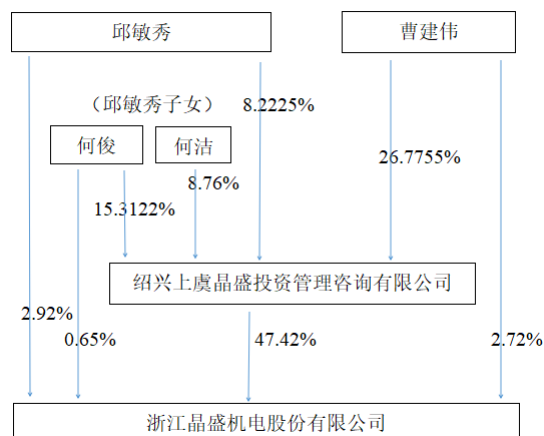 邱敏秀
曹建伟
（邱敏秀子女）
8.2225%
何俊
何洁
26.7755%
8.76%
15.3122%
绍兴上虞晶盛投资管理咨询有限公司
2.92%
0.65%
47.42%
2.72%
浙江晶盛机电股份有限公司